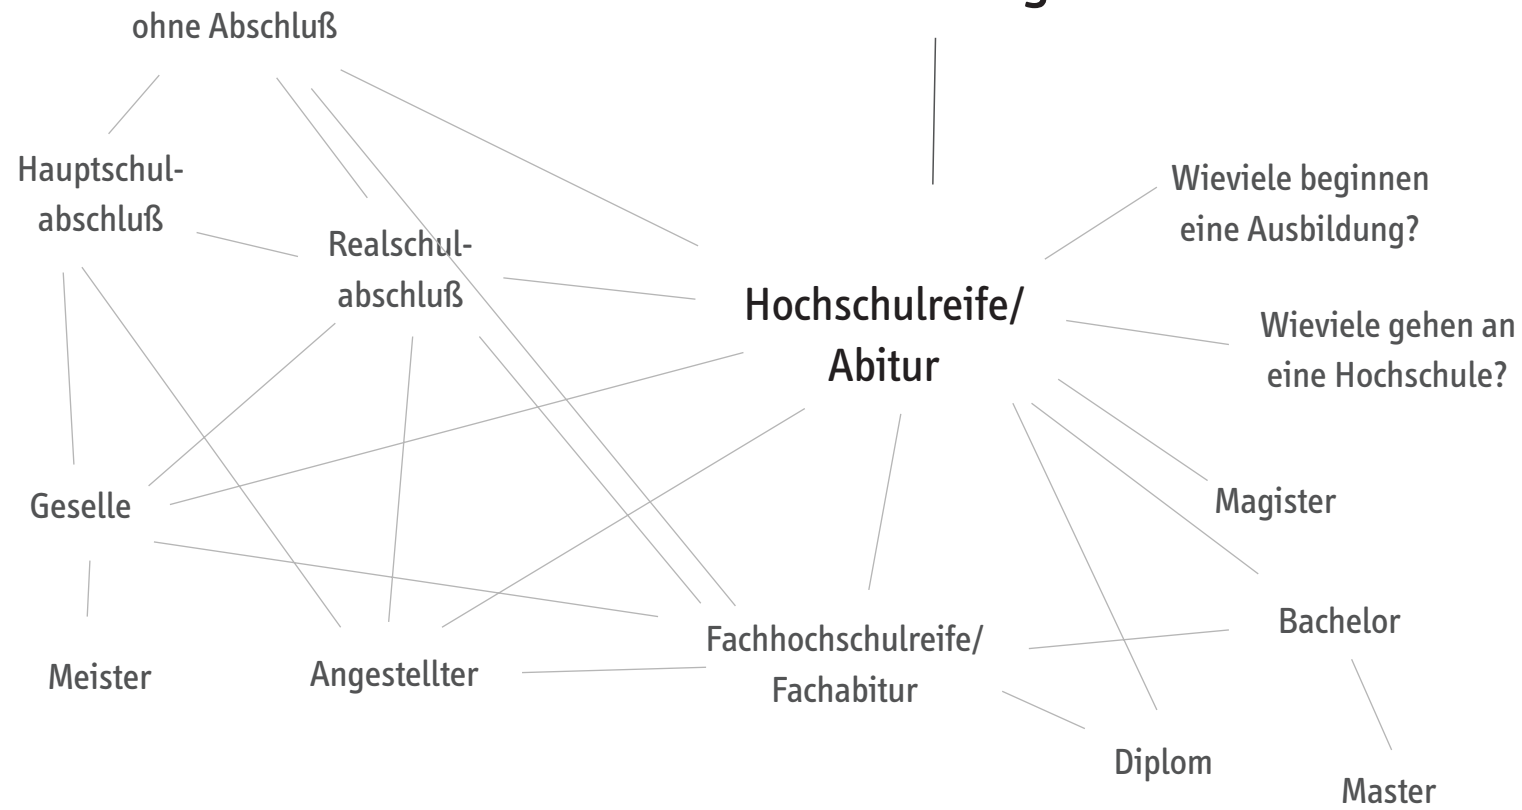 ohne Abschluß
Hauptschul-
abschluß
Realschul-
abschluß
Hochschulreife/
Abitur
Wieviele beginnen
eine Ausbildung?
Wieviele gehen an
eine Hochschule?
Geselle
Magister
Meister
Angestellter
Fachhochschulreife/
Fachabitur
Bachelor
Diplom
Master